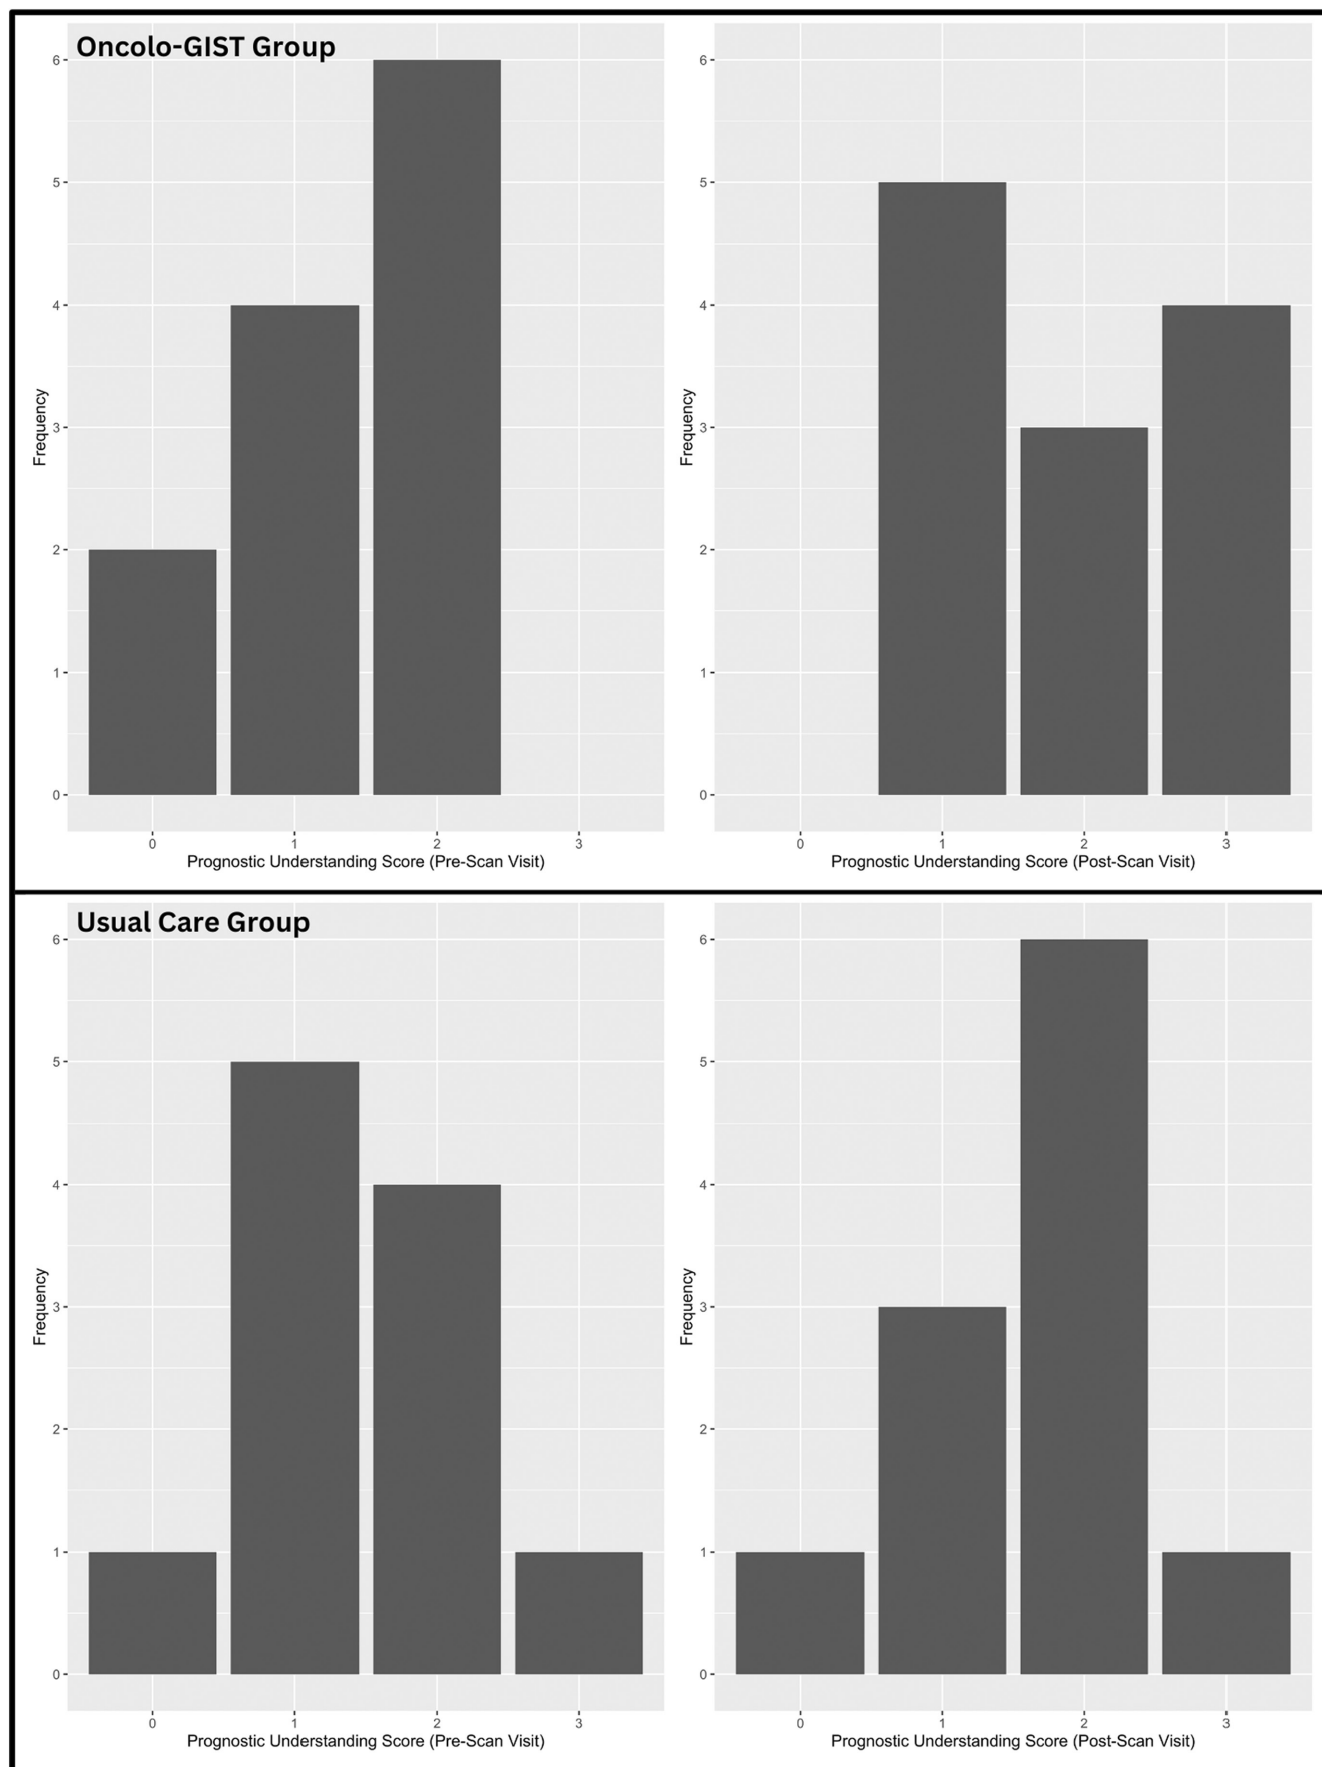 Oncolo-GIST Group
6
5
4
3
2
1
0
Frequency
0 1 2 3
Prognostic Understanding Score (Pre-Scan Visit)
6
5
4
3
2
1
0
Frequency
0 1 2 3
Prognostic Understanding Score (Post-Scan Visit)
Usual Care Group
6
5
4
3
2
1
0
Frequency
0 1 2 3
Prognostic Understanding Score (Pre-Scan Visit)
6
5
4
3
2
1
0
Frequency
0 1 2 3
Prognostic Understanding Score (Post-Scan Visit)